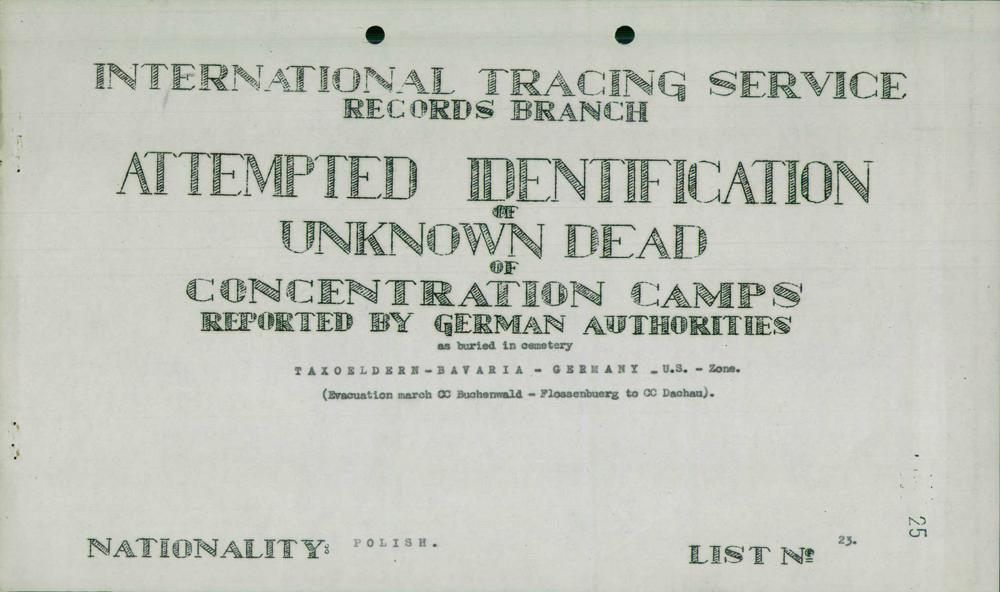 INTERNATIONAL TRACING SERVICE
RECORDS BRANCH
ATTEMPTED IDENTIFICATION
OF
UNKNOWN DEAD
OF
CONCENTRATION CAMPS
REPORTED BY GERMAN AUTHORITIES
as buried in cemetery
TAXOELDERN-BAVARIA - GERMANY - U.S. - Zone.
(Evacuation march CC Buchenwald - Flossenbuerg to CC Dachau).
NATIONALITY: POLISH.
LIST Nº 23.
25